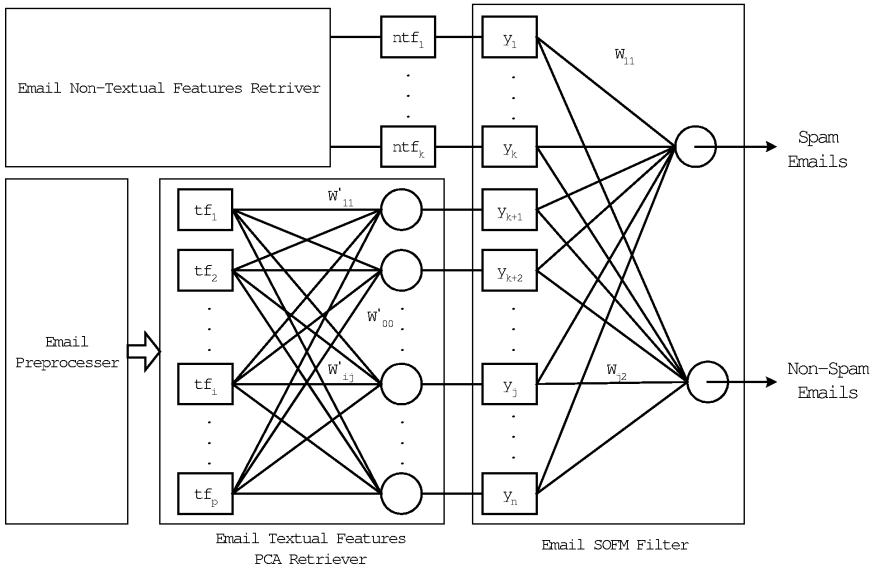 Email Non-Textual Features Retriver
ntf1
y1
W11
ntfk
yk
Spam
Emails
Email
Preprocesser
tf1
W'11
yk+1
tf2
yk+2
W'00
tfi
W'ij
yj
Wj2
Non-Spam
Emails
tfp
yn
Email Textual Features
PCA Retriever
Email SOFM Filter